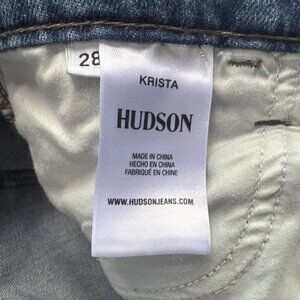 28
KRISTA
HUDSON
MADE IN CHINA
HECHO EN CHINA
FABRIQUÉ EN CHINE
WWW.HUDSONJEANS.COM